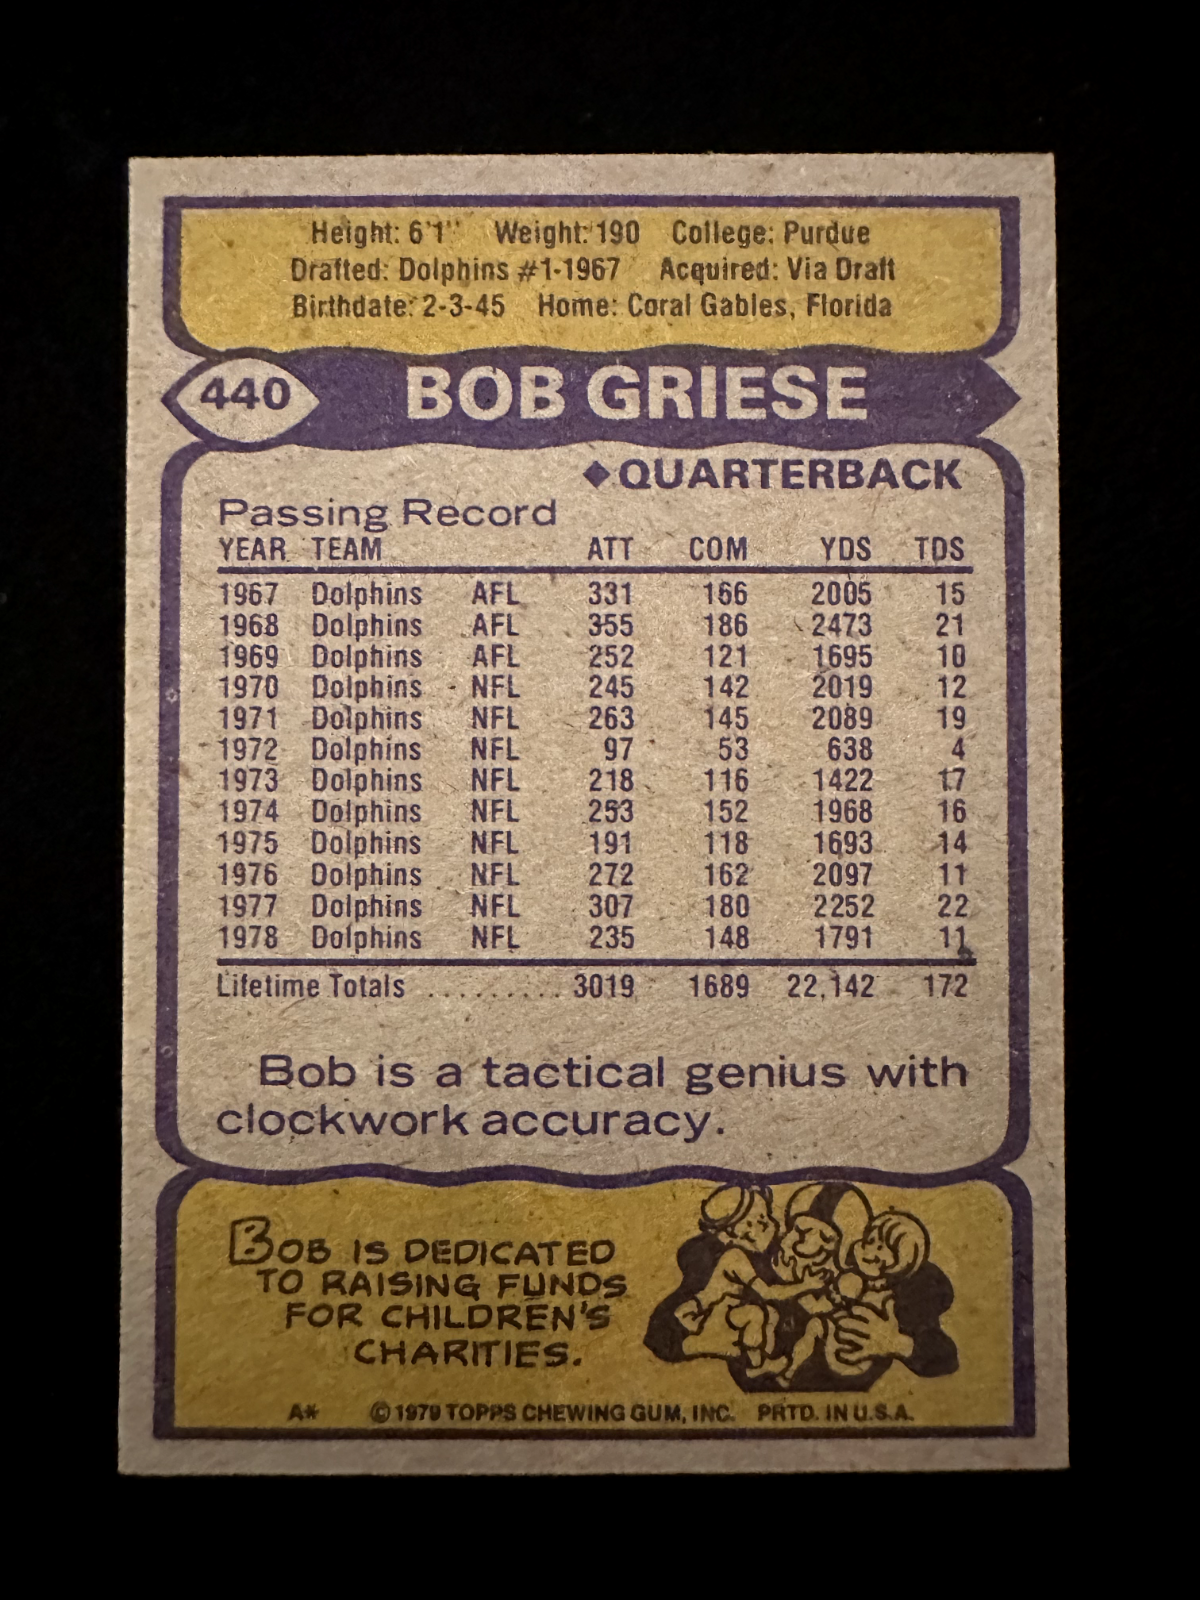 Height: 6'1" Weight: 190 College: Purdue
Drafted: Dolphins #1-1967 Acquired: Via Draft
Birthdate: 2-3-45 Home: Coral Gables, Florida
440 BOB GRIESE
◆QUARTERBACK
Passing Record
YEAR TEAM ATT COM YDS TDS
1967 Dolphins AFL 331 166 2005 15
1968 Dolphins AFL 355 186 2473 21
1969 Dolphins AFL 252 121 1695 10
1970 Dolphins NFL 245 142 2019 12
1971 Dolphins NFL 263 145 2089 19
1972 Dolphins NFL 97 53 638 4
1973 Dolphins NFL 218 116 1422 17
1974 Dolphins NFL 253 152 1968 16
1975 Dolphins NFL 191 118 1693 14
1976 Dolphins NFL 272 162 2097 11
1977 Dolphins NFL 307 180 2252 22
1978 Dolphins NFL 235 148 1791 11
Lifetime Totals .......... 3019 1689 22,142 172
Bob is a tactical genius with
clockwork accuracy.
BOB IS DEDICATED
TO RAISING FUNDS
FOR CHILDREN'S
CHARITIES.
A* © 1979 TOPPS CHEWING GUM, INC. PRTD. IN U.S.A.